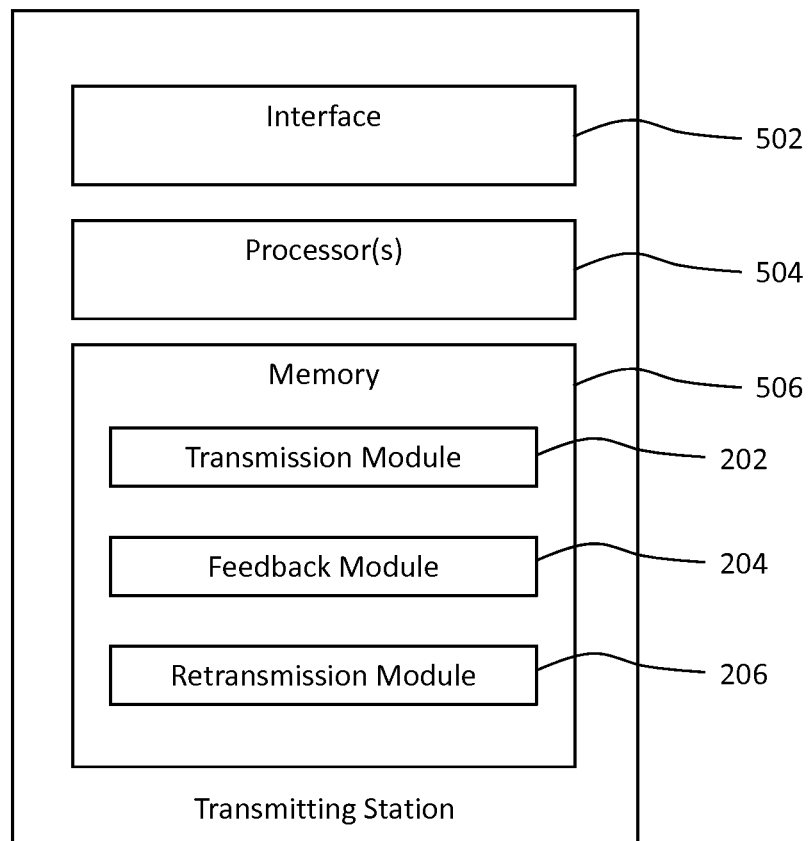 Interface
502
Processor(s)
504
Memory
506
Transmission Module
202
Feedback Module
204
Retransmission Module
206
Transmitting Station